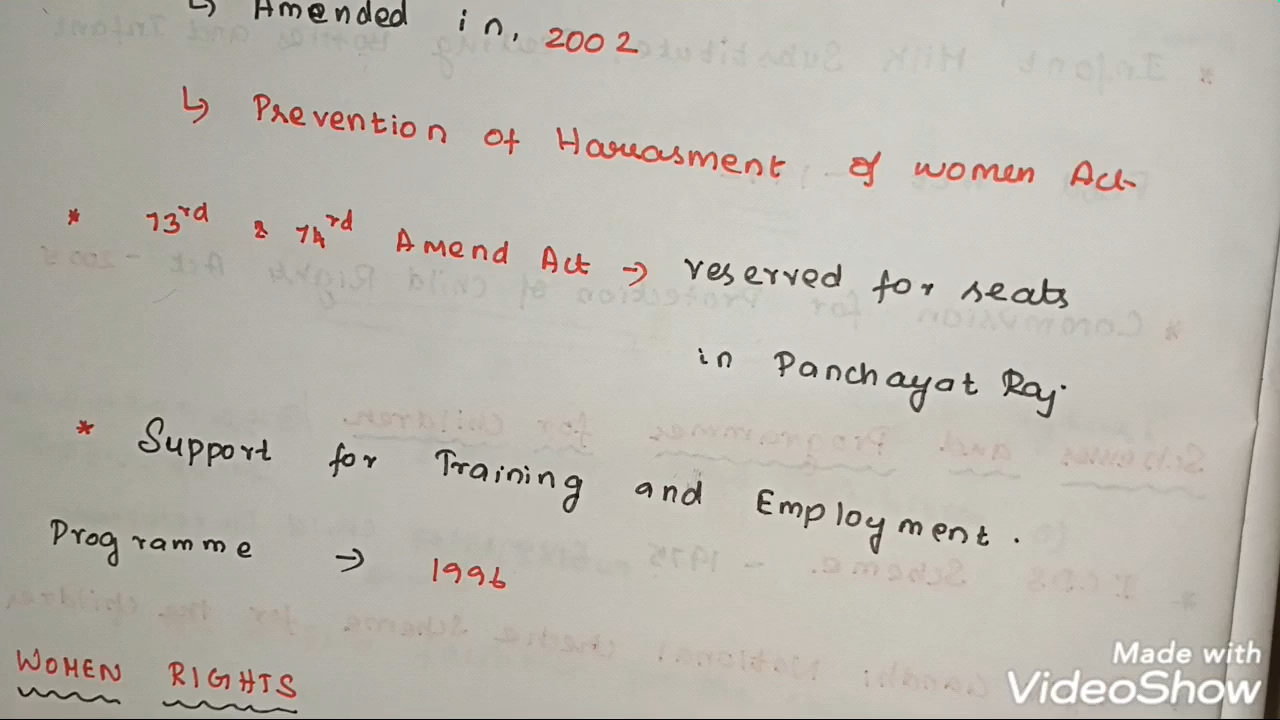 ↳ Amended in, 2002
↳ Prevention of Harrasment of women Act
* 73rd & 74rd Amend Act → reserved for seats
in Panchayat Raj.
* Support for Training and Employment.
Programme → 1996
WOMEN RIGHTS
Made with
VideoShow